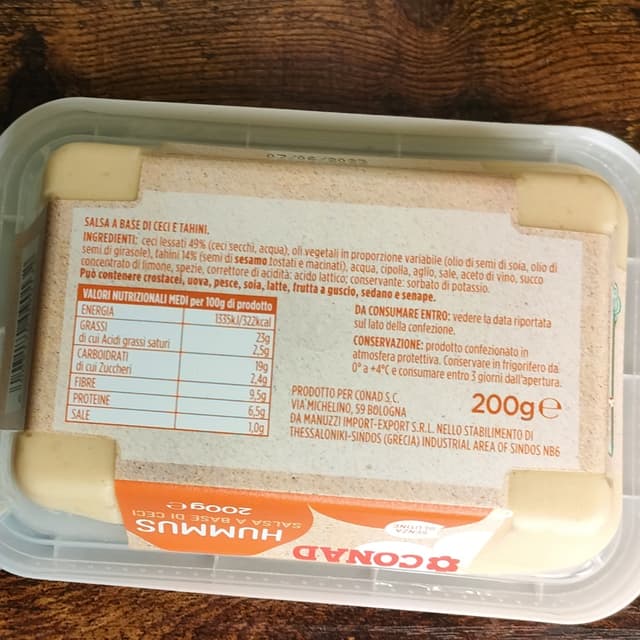 07/06/2023
SALSA A BASE DI CECI E TAHINI.
INGREDIENTI: ceci lessati 49% (ceci secchi, acqua), oli vegetali in proporzione variabile (olio di semi di soia, olio di
semi di girasole), tahini 14% (semi di sesamo tostati e macinati), acqua, cipolla, aglio, sale, aceto di vino, succo
concentrato di limone, spezie, correttore di acidità: acido lattico; conservante: sorbato di potassio.
Può contenere crostacei, uova, pesce, soia, latte, frutta a guscio, sedano e senape.
VALORI NUTRIZIONALI MEDI per 100g di prodotto
ENERGIA 1335kJ/322kcal
GRASSI 23g
di cui Acidi grassi saturi 2,5g
CARBOIDRATI 19g
di cui Zuccheri 2,4g
FIBRE 9,5g
PROTEINE 6,5g
SALE 1,0g
DA CONSUMARE ENTRO: vedere la data riportata
sul lato della confezione.
CONSERVAZIONE: prodotto confezionato in
atmosfera protettiva. Conservare in frigorifero da
0° a +4°C e consumare entro 3 giorni dall'apertura.
200g e
PRODOTTO PER CONAD S.C.
VIA MICHELINO, 59 BOLOGNA
DA MANUZZI IMPORT-EXPORT S.R.L. NELLO STABILIMENTO DI
THESSALONIKI-SINDOS (GRECIA) INDUSTRIAL AREA OF SINDOS NB6
CONAD
SENZA
GLUTINE
HUMMUS
SALSA A BASE DI CECI
200g e